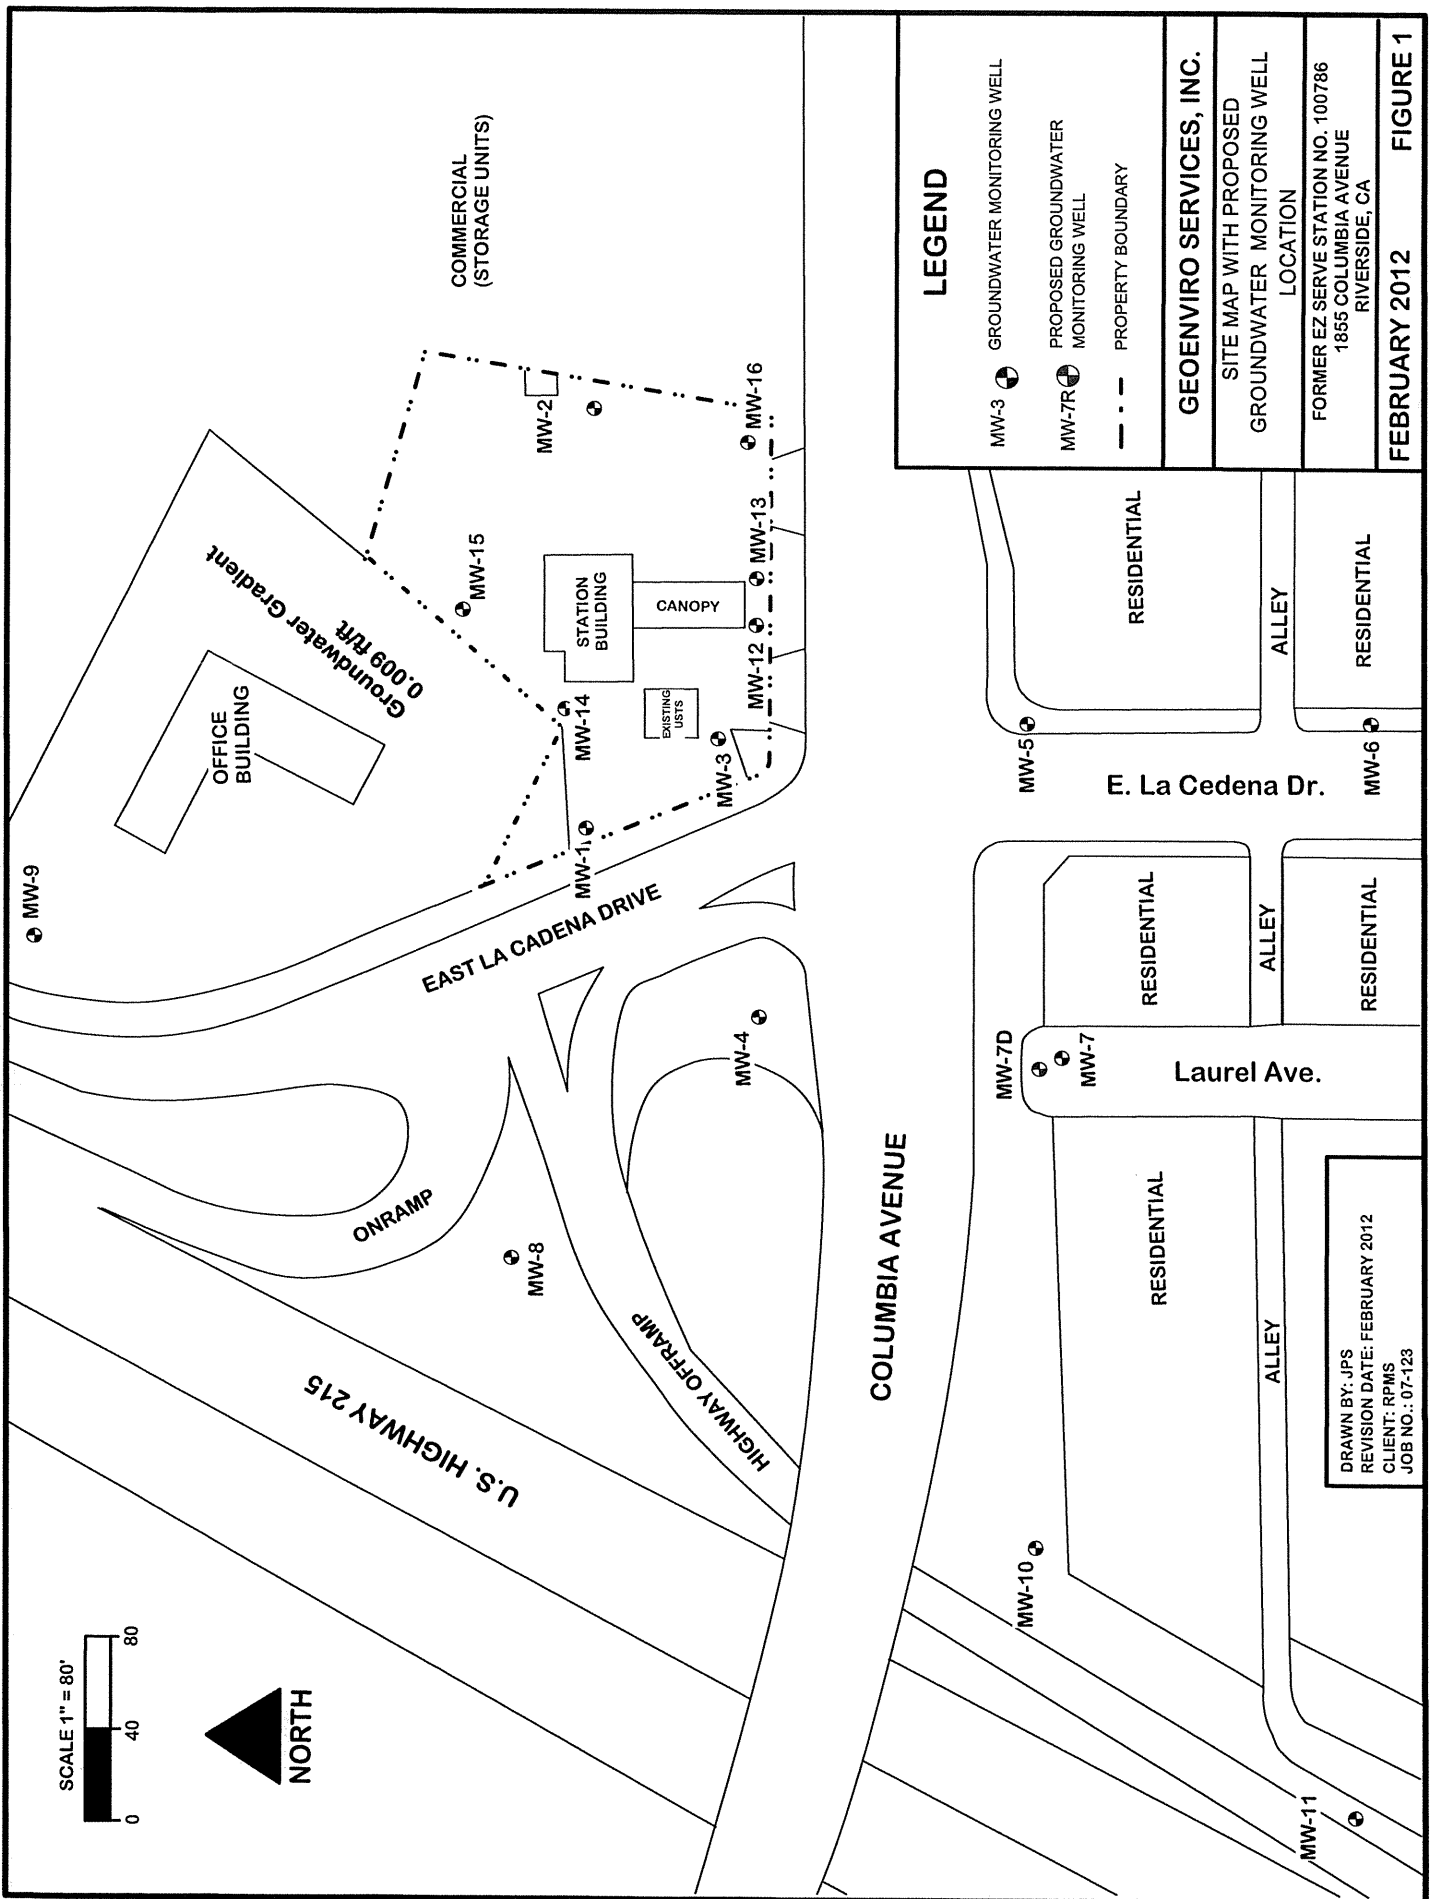 SCALE 1" = 80'
0
40
80
NORTH
U.S. HIGHWAY 215
ONRAMP
HIGHWAY OFFRAMP
EAST LA CADENA DRIVE
COLUMBIA AVENUE
MW-9
OFFICE
BUILDING
Groundwater Gradient
0.009 ft/ft
COMMERCIAL
(STORAGE UNITS)
MW-8
MW-4
MW-1
MW-14
MW-15
MW-2
STATION
BUILDING
CANOPY
EXISTING
USTS
MW-3
MW-12
MW-13
MW-16
MW-10
MW-11
MW-7D
MW-7
MW-5
MW-6
Laurel Ave.
E. La Cedena Dr.
RESIDENTIAL
RESIDENTIAL
RESIDENTIAL
ALLEY
ALLEY
ALLEY
RESIDENTIAL
RESIDENTIAL
DRAWN BY: JPS
REVISION DATE: FEBRUARY 2012
CLIENT: RPMS
JOB NO.: 07-123
LEGEND
MW-3 GROUNDWATER MONITORING WELL
MW-7R PROPOSED GROUNDWATER
MONITORING WELL
PROPERTY BOUNDARY
GEOENVIRO SERVICES, INC.
SITE MAP WITH PROPOSED
GROUNDWATER MONITORING WELL
LOCATION
FORMER EZ SERVE STATION NO. 100786
1855 COLUMBIA AVENUE
RIVERSIDE, CA
FEBRUARY 2012 FIGURE 1